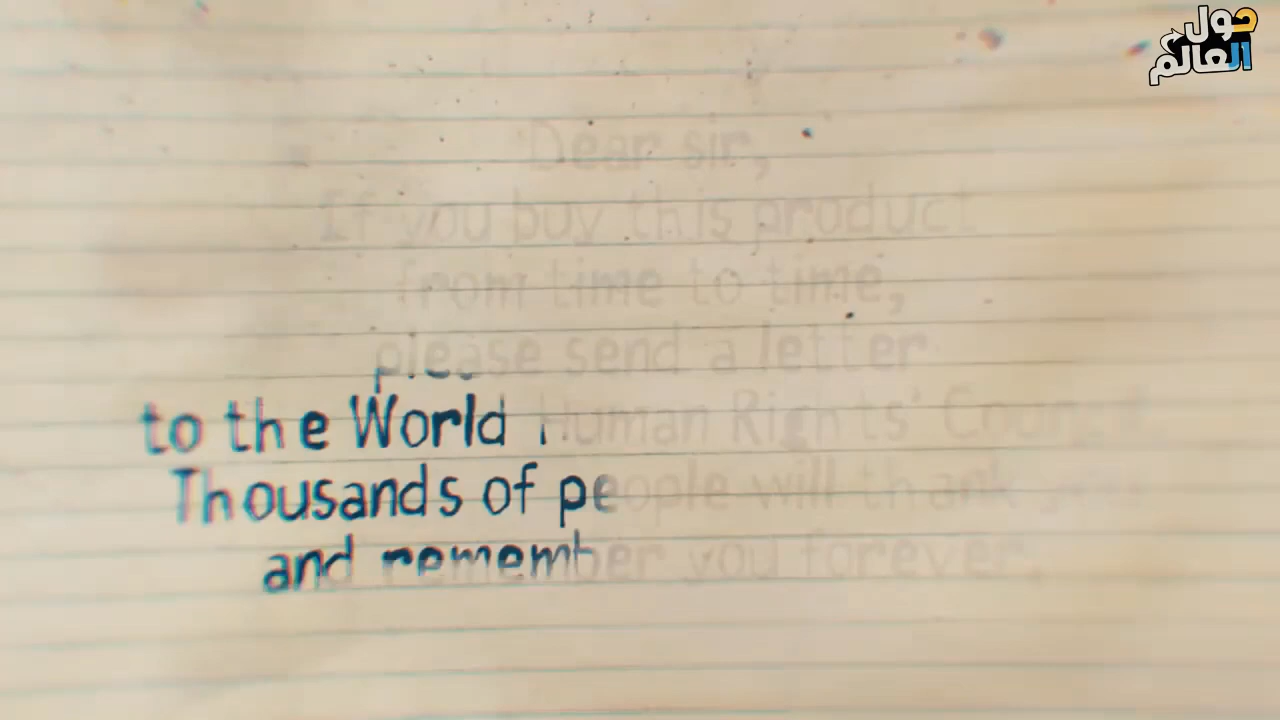 حول
العالم
Dear sir,
If you buy this product
from time to time,
please send a letter
to the World Human Rights' Council
Thousands of people will thank you
and remember you forever.